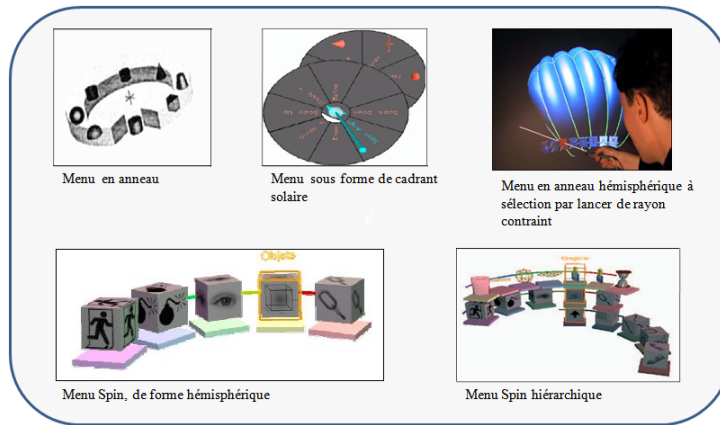 Menu en anneau
Menu sous forme de cadrant
solaire
Menu en anneau hémisphérique à
sélection par lancer de rayon
contraint
Objets
Menu Spin, de forme hémisphérique
Menu Spin hiérarchique